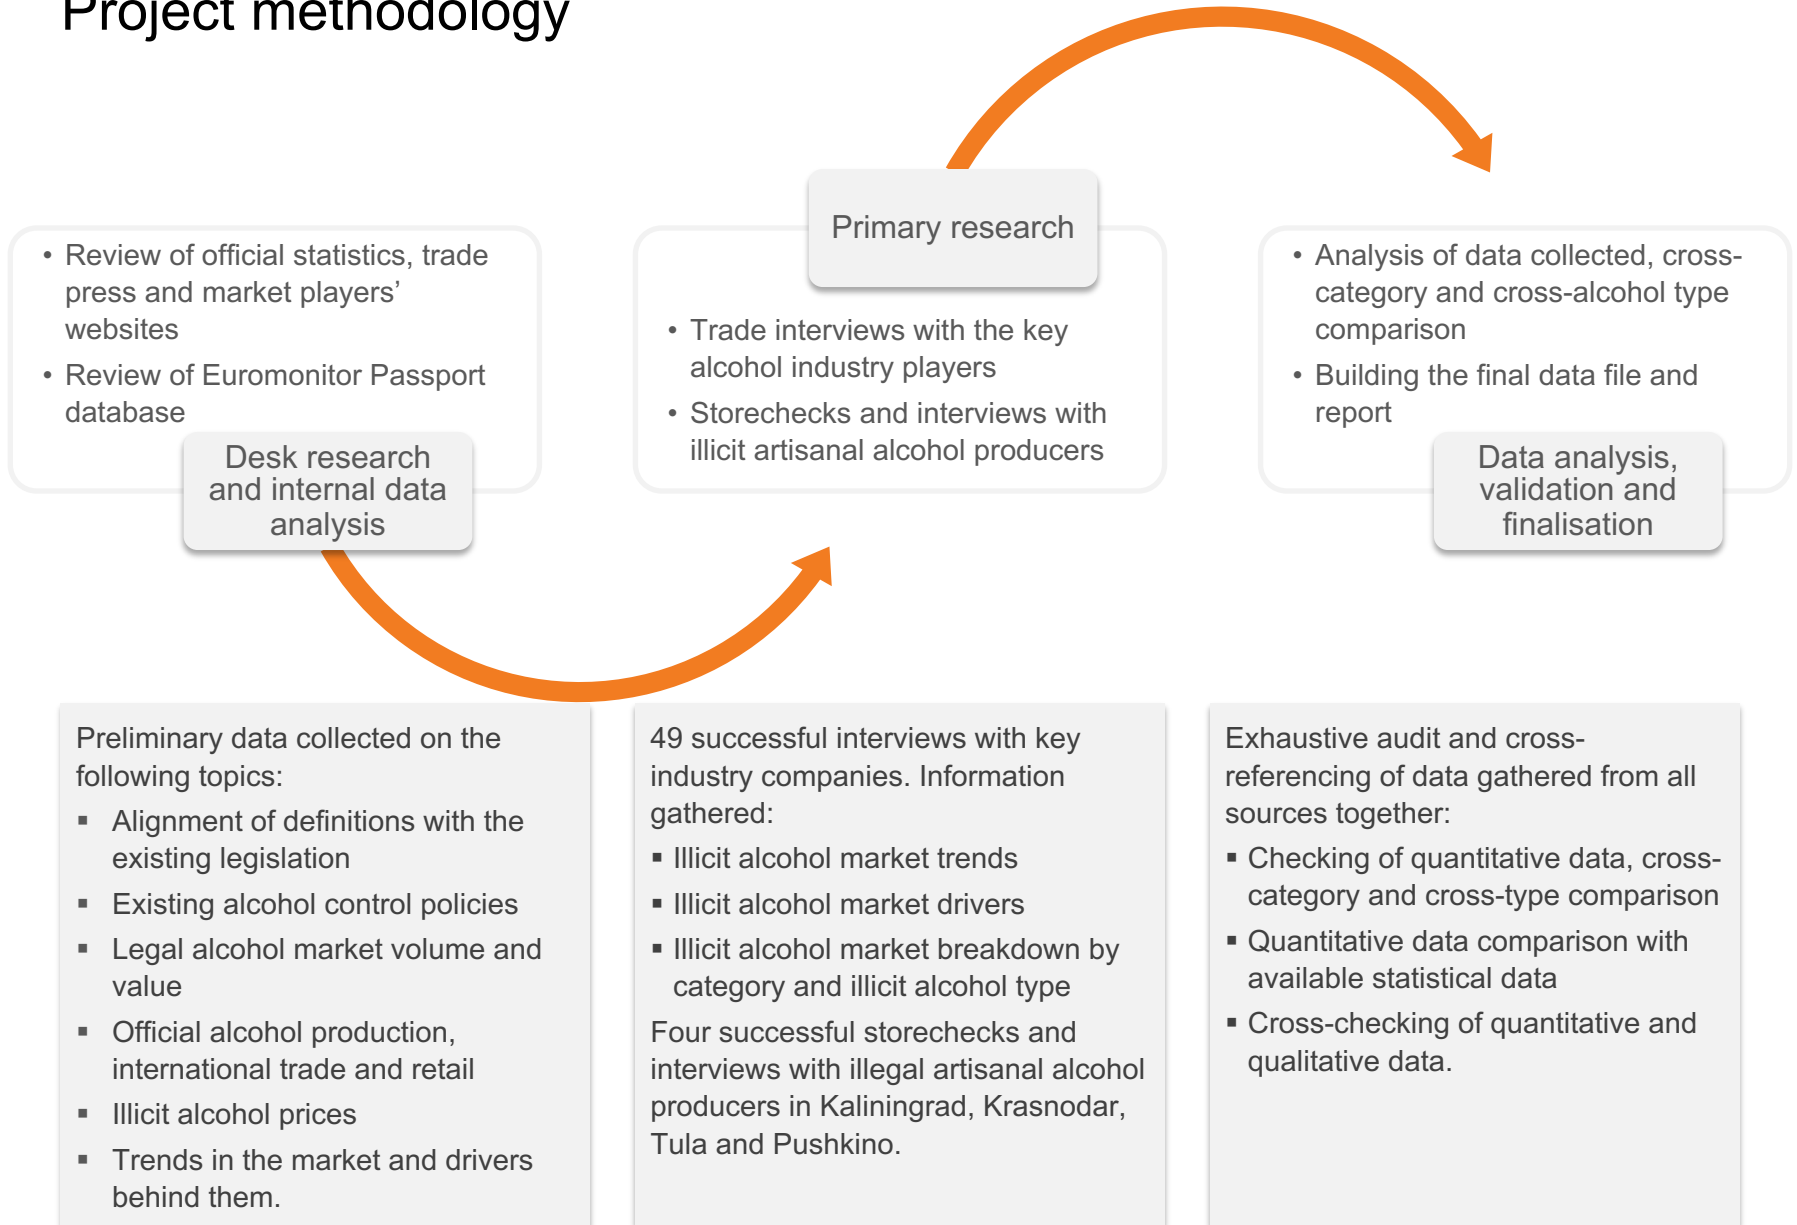 Project methodology
• Review of official statistics, trade
press and market players’
websites
• Review of Euromonitor Passport
database
Desk research
and internal data
analysis
Primary research
• Trade interviews with the key
alcohol industry players
• Storechecks and interviews with
illicit artisanal alcohol producers
• Analysis of data collected, cross-
category and cross-alcohol type
comparison
• Building the final data file and
report
Data analysis,
validation and
finalisation
Preliminary data collected on the
following topics:
▪ Alignment of definitions with the
existing legislation
▪ Existing alcohol control policies
▪ Legal alcohol market volume and
value
▪ Official alcohol production,
international trade and retail
▪ Illicit alcohol prices
▪ Trends in the market and drivers
behind them.
49 successful interviews with key
industry companies. Information
gathered:
▪ Illicit alcohol market trends
▪ Illicit alcohol market drivers
▪ Illicit alcohol market breakdown by
category and illicit alcohol type
Four successful storechecks and
interviews with illegal artisanal alcohol
producers in Kaliningrad, Krasnodar,
Tula and Pushkino.
Exhaustive audit and cross-
referencing of data gathered from all
sources together:
▪ Checking of quantitative data, cross-
category and cross-type comparison
▪ Quantitative data comparison with
available statistical data
▪ Cross-checking of quantitative and
qualitative data.